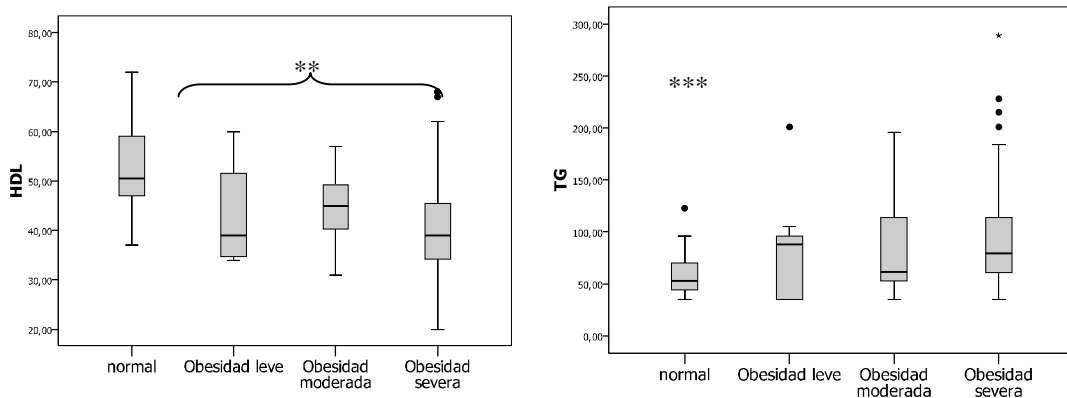 HDL
80,00
70,00
60,00
50,00
40,00
30,00
20,00
**
normal
Obesidad leve
Obesidad
moderada
Obesidad
severa
TG
300,00
250,00
200,00
150,00
100,00
50,00
0,00
***
*
normal
Obesidad leve
Obesidad
moderada
Obesidad
severa